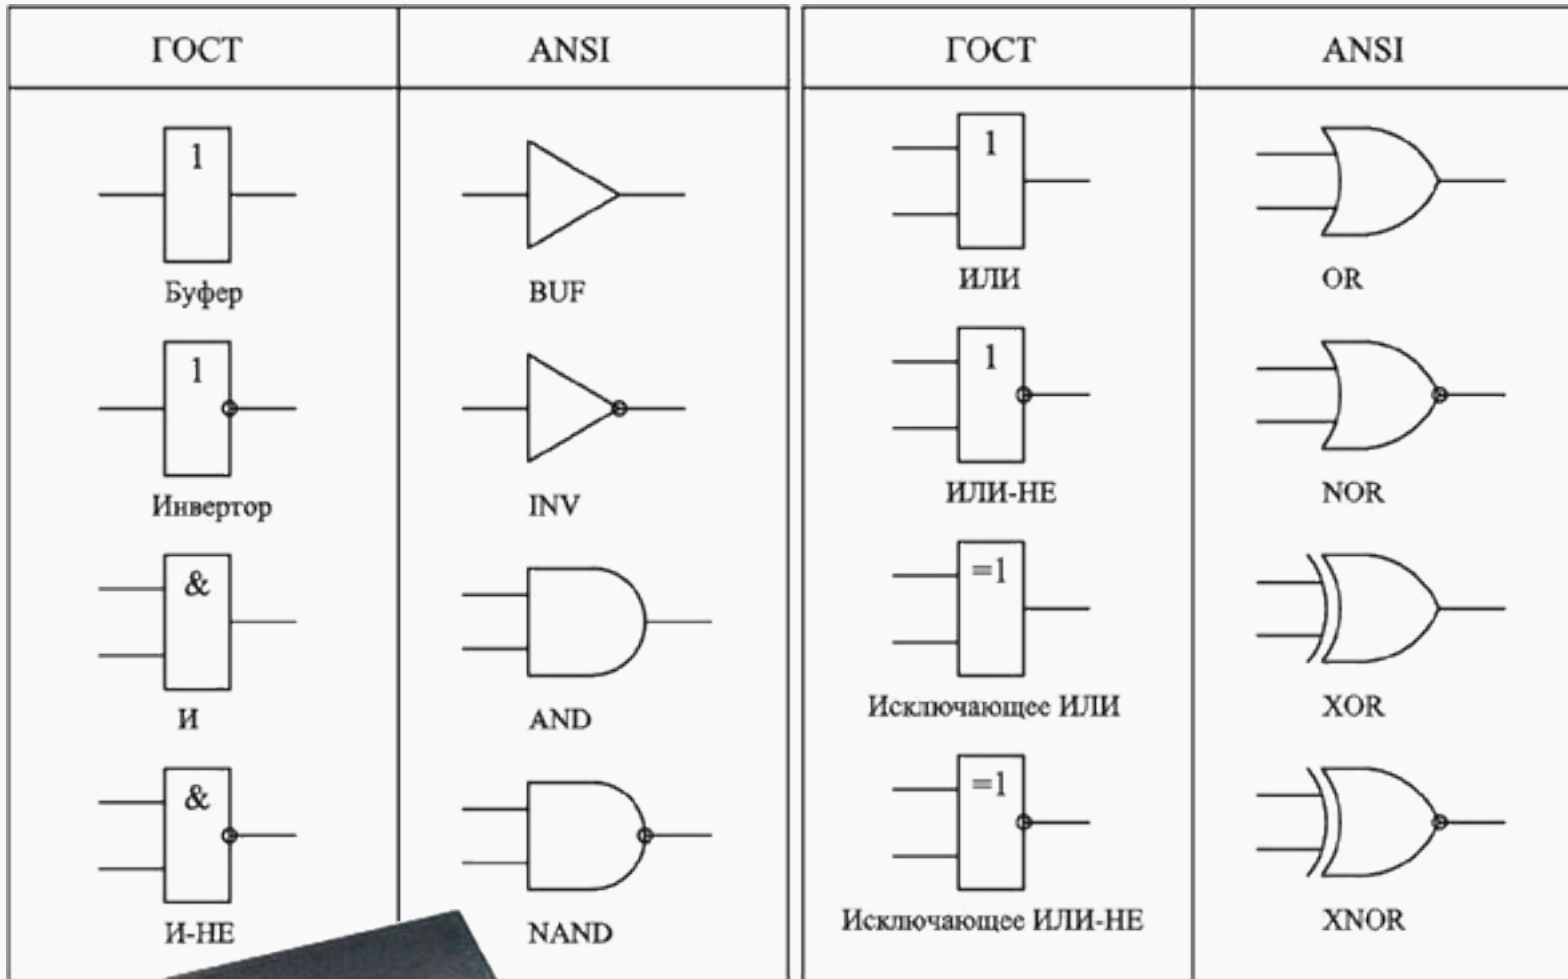 ГОСТ ANSI
1
Буфер BUF
1
Инвертор INV
&
И AND
&
И-НЕ NAND
ГОСТ ANSI
1
ИЛИ OR
1
ИЛИ-НЕ NOR
=1
Исключающее ИЛИ XOR
=1
Исключающее ИЛИ-НЕ XNOR